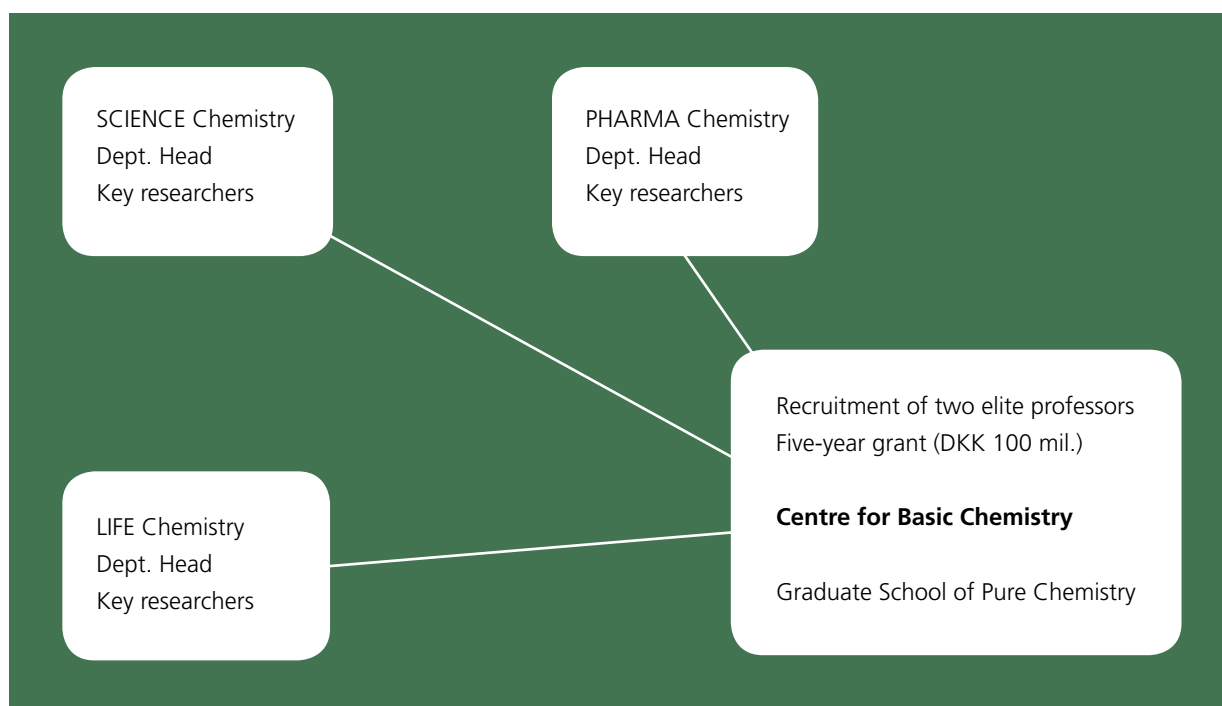 SCIENCE Chemistry
Dept. Head
Key researchers
PHARMA Chemistry
Dept. Head
Key researchers
Recruitment of two elite professors
Five-year grant (DKK 100 mil.)
Centre for Basic Chemistry
Graduate School of Pure Chemistry
LIFE Chemistry
Dept. Head
Key researchers